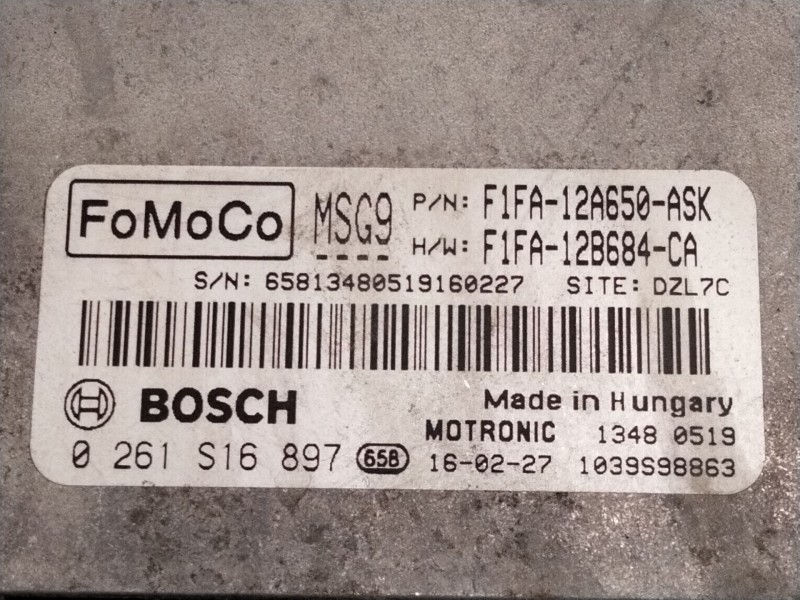 FoMoCo MSG9 P/N: F1FA-12A650-ASK
H/W: F1FA-12B684-CA
S/N: 65813480519160227 SITE: DZL7C
BOSCH Made in Hungary
MOTRONIC 1348 0519
0 261 S16 897 658 16-02-27 1039S98863